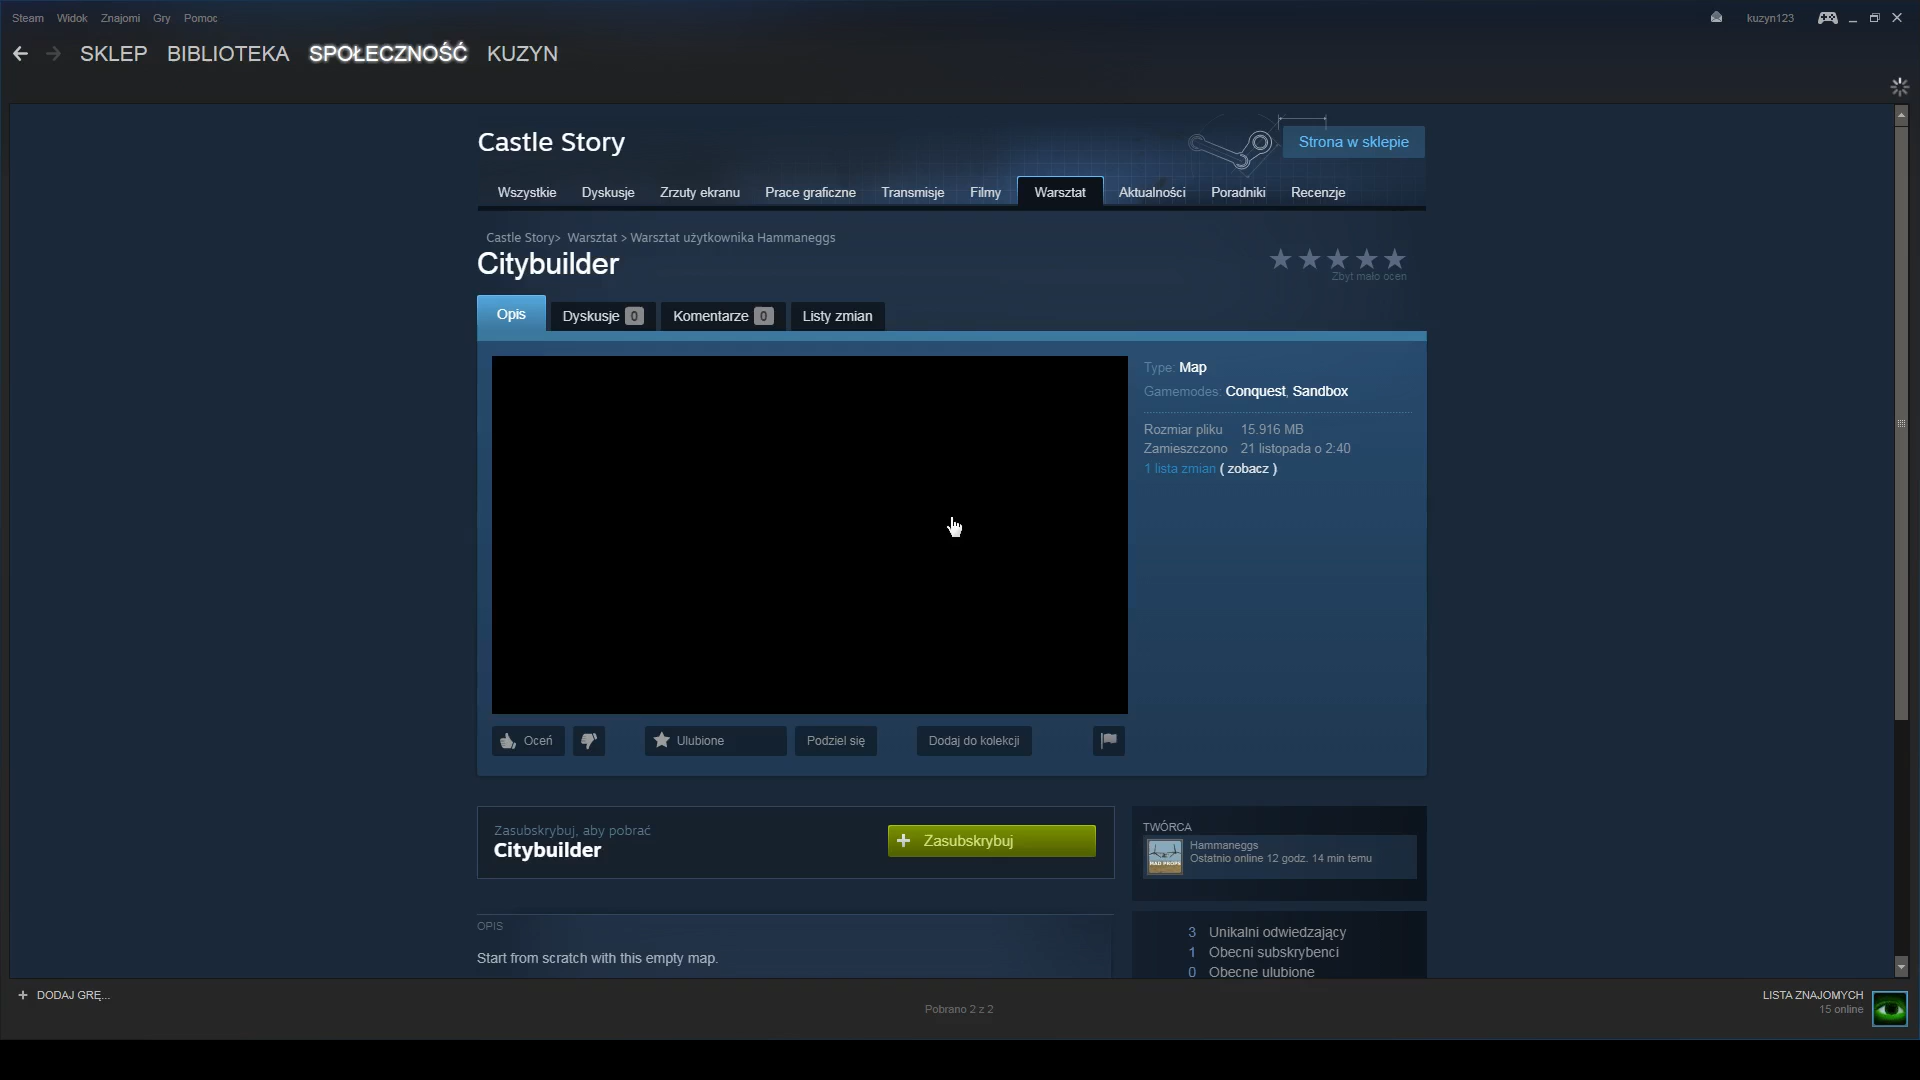 Steam Widok Znajomi Gry Pomoc
kuzyn123
SKLEP BIBLIOTEKA SPOŁECZNOŚĆ KUZYN
Castle Story
Strona w sklepie
Wszystkie Dyskusje Zrzuty ekranu Prace graficzne Transmisje Filmy Warsztat Aktualności Poradniki Recenzje
Castle Story> Warsztat > Warsztat użytkownika Hammaneggs
Citybuilder
Zbyt mało ocen
Opis Dyskusje 0 Komentarze 0 Listy zmian
Type: Map
Gamemodes: Conquest, Sandbox
Rozmiar pliku 15.916 MB
Zamieszczono 21 listopada o 2:40
1 lista zmian ( zobacz )
Oceń Ulubione Podziel się Dodaj do kolekcji
Zasubskrybuj, aby pobrać
Citybuilder
+ Zasubskrybuj
TWÓRCA
MAD PROPS
Hammaneggs
Ostatnio online 12 godz. 14 min temu
OPIS
Start from scratch with this empty map.
3 Unikalni odwiedzający
1 Obecni subskrybenci
0 Obecne ulubione
+ DODAJ GRĘ...
Pobrano 2 z 2
LISTA ZNAJOMYCH
15 online